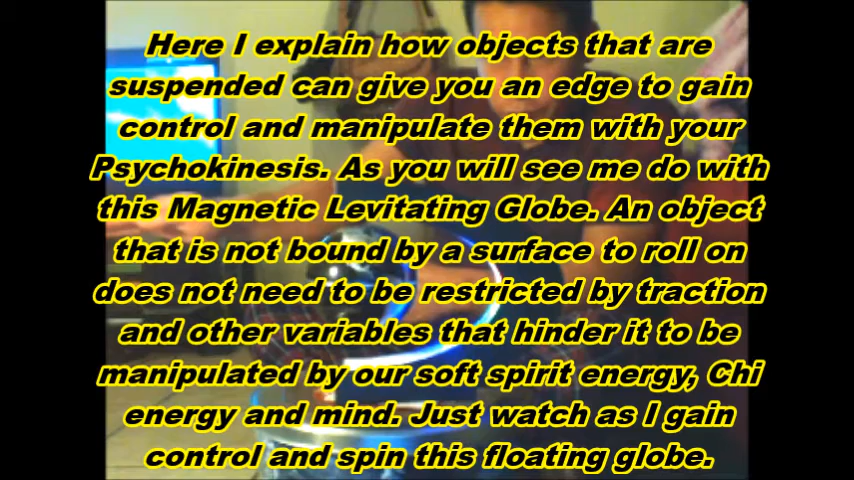 Here I explain how objects that are
suspended can give you an edge to gain
control and manipulate them with your
Psychokinesis. As you will see me do with
this Magnetic Levitating Globe. An object
that is not bound by a surface to roll on
does not need to be restricted by traction
and other variables that hinder it to be
manipulated by our soft spirit energy, Chi
energy and mind. Just watch as I gain
control and spin this floating globe.